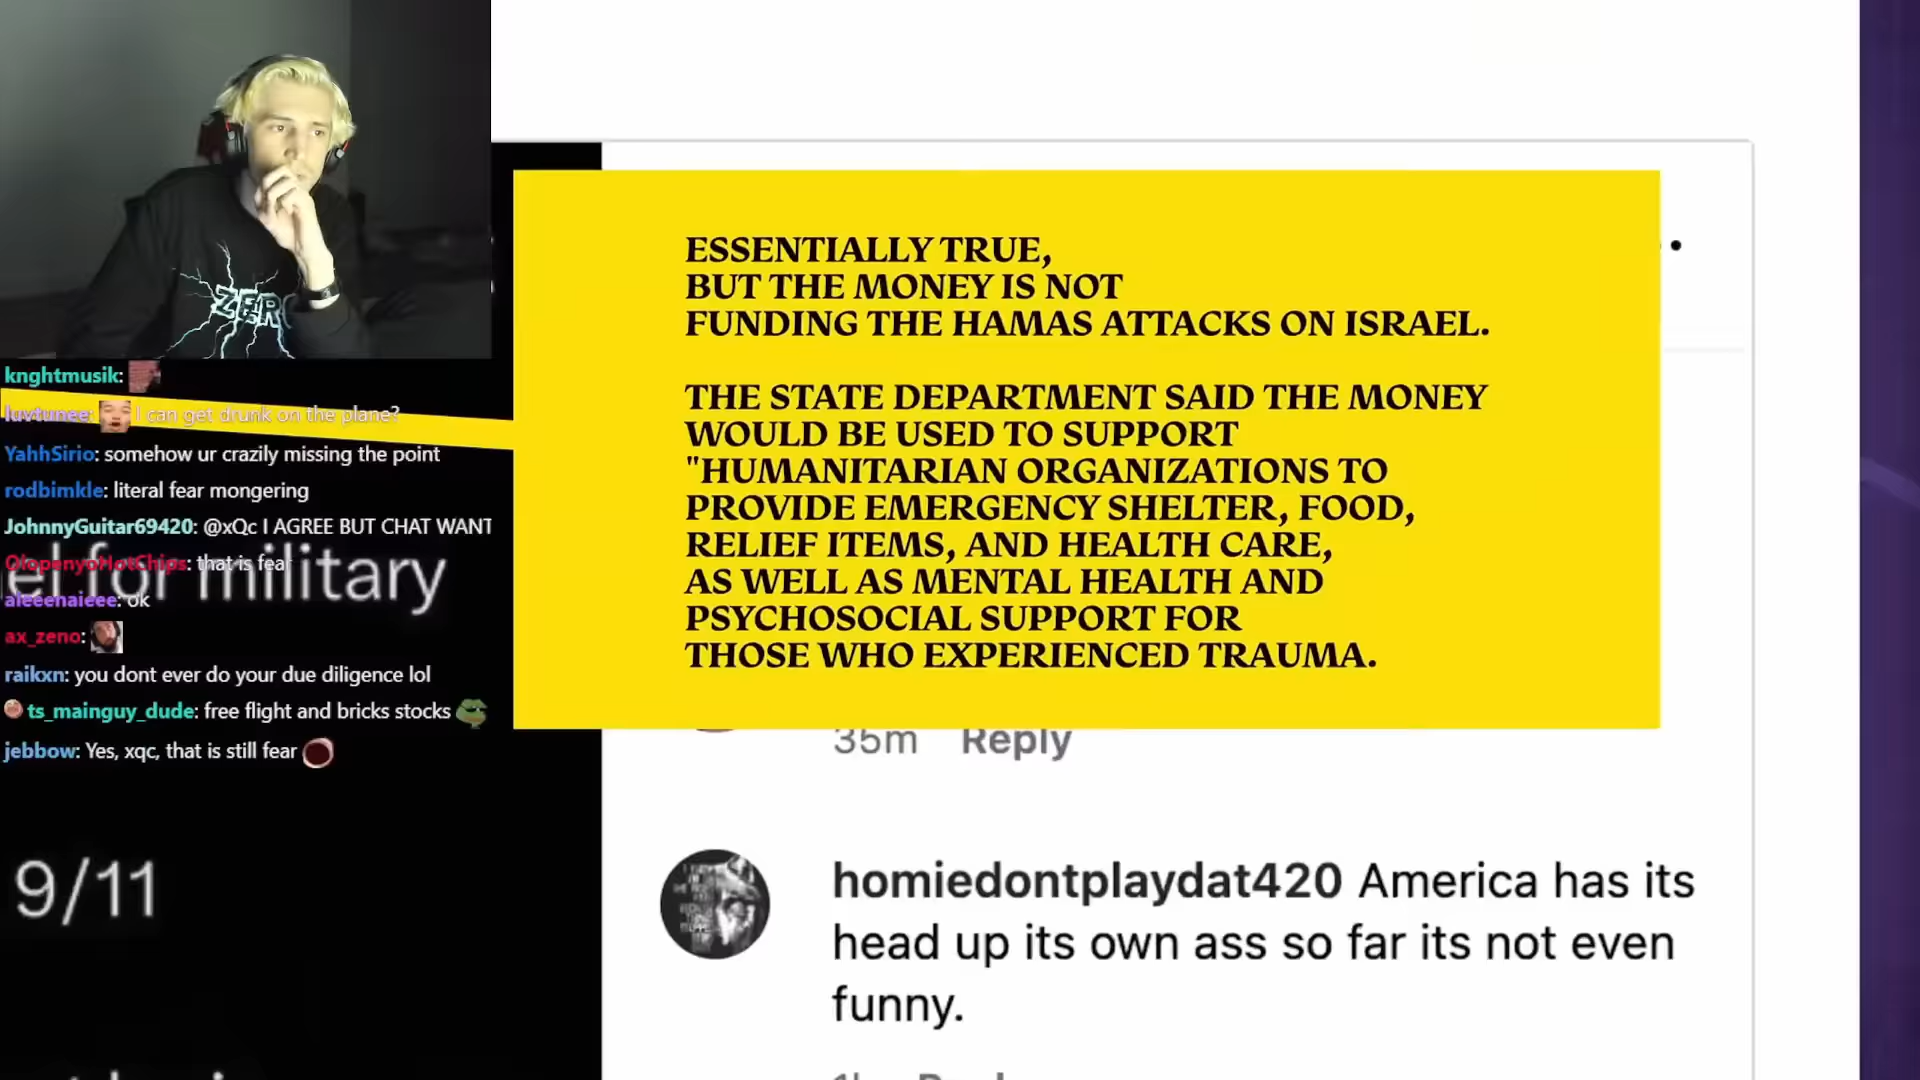 ZER
knghtmusik:
luvtunee: I can get drunk on the plane?
YahhSirio: somehow ur crazily missing the point
rodbimkle: literal fear mongering
JohnnyGuitar69420: @xQc I AGREE BUT CHAT WANT
OlopenyoHotChips: that is fear
aleeenaieee: ok
ax_zeno:
raikxn: you dont ever do your due diligence lol
ts_mainguy_dude: free flight and bricks stocks
jebbow: Yes, xqc, that is still fear
el for military
9/11
ESSENTIALLY TRUE,
BUT THE MONEY IS NOT
FUNDING THE HAMAS ATTACKS ON ISRAEL.
THE STATE DEPARTMENT SAID THE MONEY
WOULD BE USED TO SUPPORT
"HUMANITARIAN ORGANIZATIONS TO
PROVIDE EMERGENCY SHELTER, FOOD,
RELIEF ITEMS, AND HEALTH CARE,
AS WELL AS MENTAL HEALTH AND
PSYCHOSOCIAL SUPPORT FOR
THOSE WHO EXPERIENCED TRAUMA.
35m Reply
homiedontplaydat420 America has its
head up its own ass so far its not even
funny.